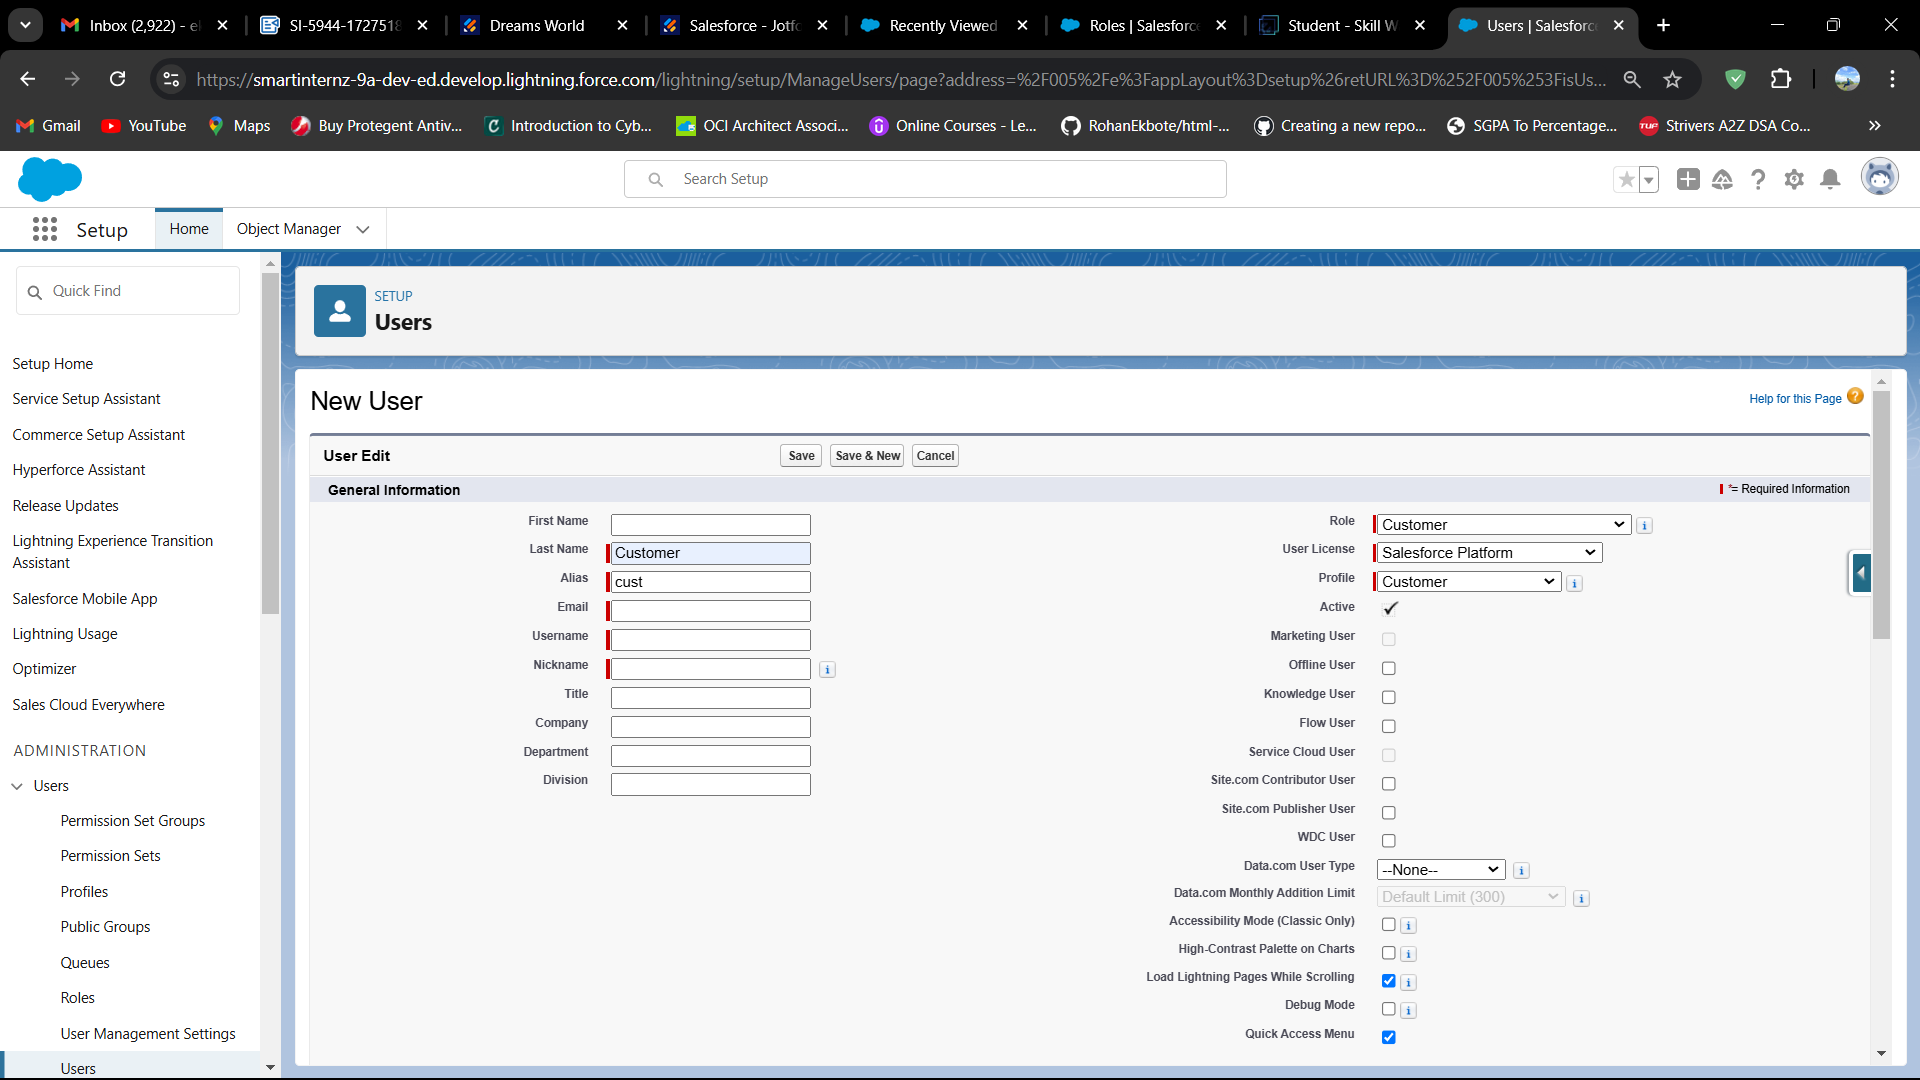 Inbox (2,922) - e
SI-5944-1727518
Dreams World
Salesforce - Jotfo
Recently Viewed
Roles | Salesforce
Student - Skill W
Users | Salesforce
https://smartinternz-9a-dev-ed.develop.lightning.force.com/lightning/setup/ManageUsers/page?address=%2F005%2Fe%3FappLayout%3Dsetup%26retURL%3D%252F005%253FisUs...
Gmail
YouTube
Maps
Buy Protegent Antiv...
Introduction to Cyb...
OCI Architect Associ...
Online Courses - Le...
RohanEkbote/html-...
Creating a new repo...
SGPA To Percentage...
Strivers A2Z DSA Co...
Search Setup
Setup
Home
Object Manager
Quick Find
Setup Home
Service Setup Assistant
Commerce Setup Assistant
Hyperforce Assistant
Release Updates
Lightning Experience Transition
Assistant
Salesforce Mobile App
Lightning Usage
Optimizer
Sales Cloud Everywhere
ADMINISTRATION
Users
Permission Set Groups
Permission Sets
Profiles
Public Groups
Queues
Roles
User Management Settings
Users
SETUP
Users
New User
Help for this Page
User Edit
Save
Save & New
Cancel
General Information
*= Required Information
First Name
Last Name Customer
Alias cust
Email
Username
Nickname
Title
Company
Department
Division
Role Customer
User License Salesforce Platform
Profile Customer
Active
Marketing User
Offline User
Knowledge User
Flow User
Service Cloud User
Site.com Contributor User
Site.com Publisher User
WDC User
Data.com User Type --None--
Data.com Monthly Addition Limit Default Limit (300)
Accessibility Mode (Classic Only)
High-Contrast Palette on Charts
Load Lightning Pages While Scrolling
Debug Mode
Quick Access Menu